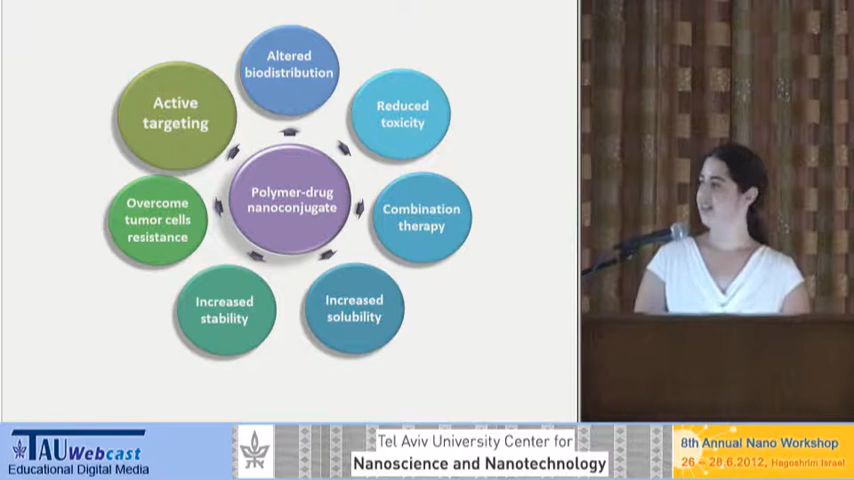 Altered
biodistribution
Active
targeting
Reduced
toxicity
Polymer-drug
nanoconjugate
Overcome
tumor cells
resistance
Combination
therapy
Increased
stability
Increased
solubility
TAUWebcast
Educational Digital Media
Tel Aviv University Center for
Nanoscience and Nanotechnology
8th Annual Nano Workshop
26 – 28.6.2012, Hagoshrim Israel